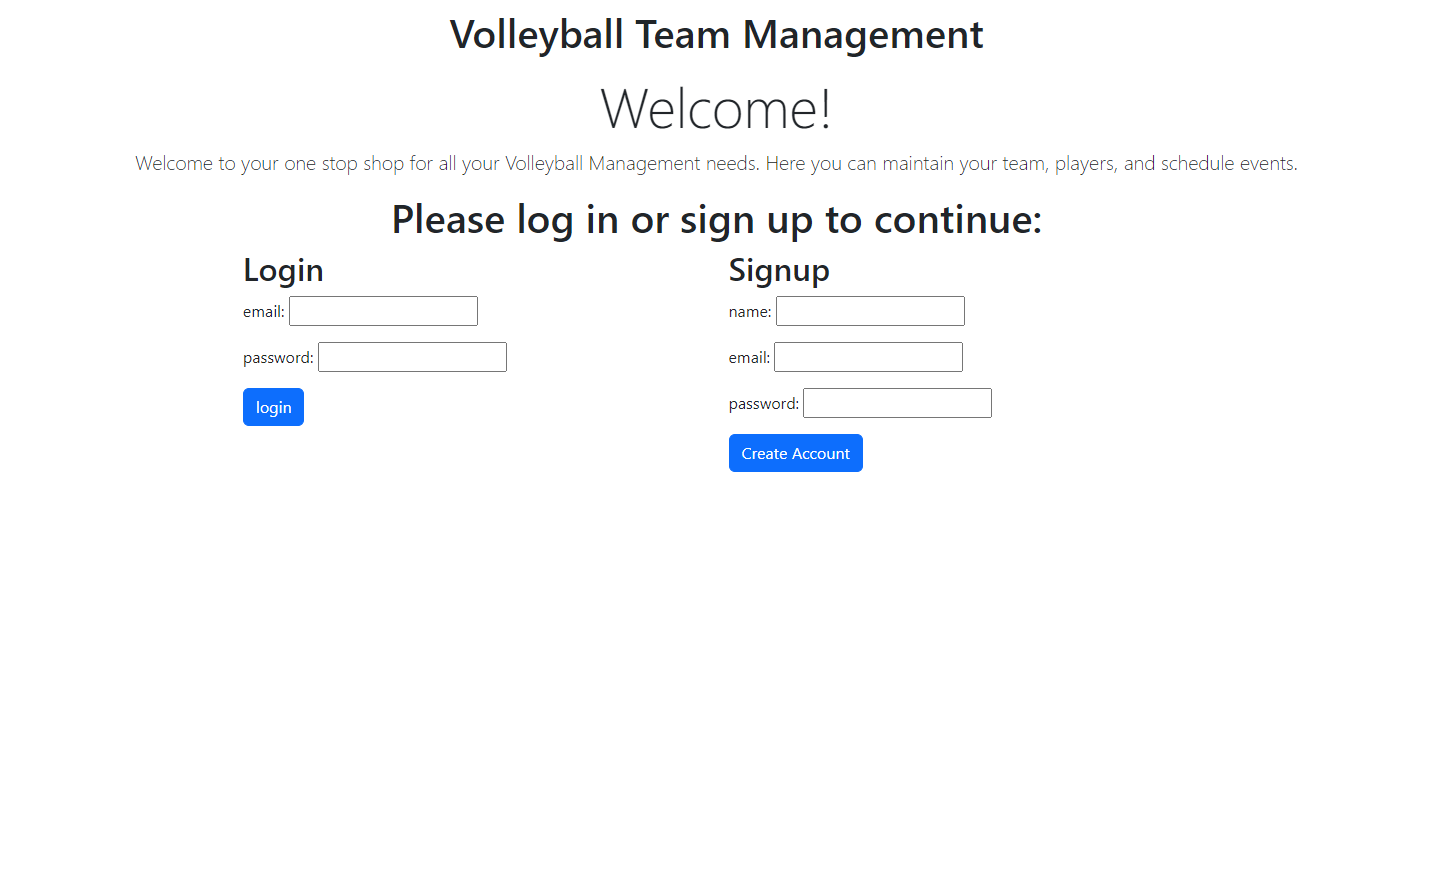 Volleyball Team Management
Welcome!
Welcome to your one stop shop for all your Volleyball Management needs. Here you can maintain your team, players, and schedule events.
Please log in or sign up to continue:
Login
email:
password:
login
Signup
name:
email:
password:
Create Account